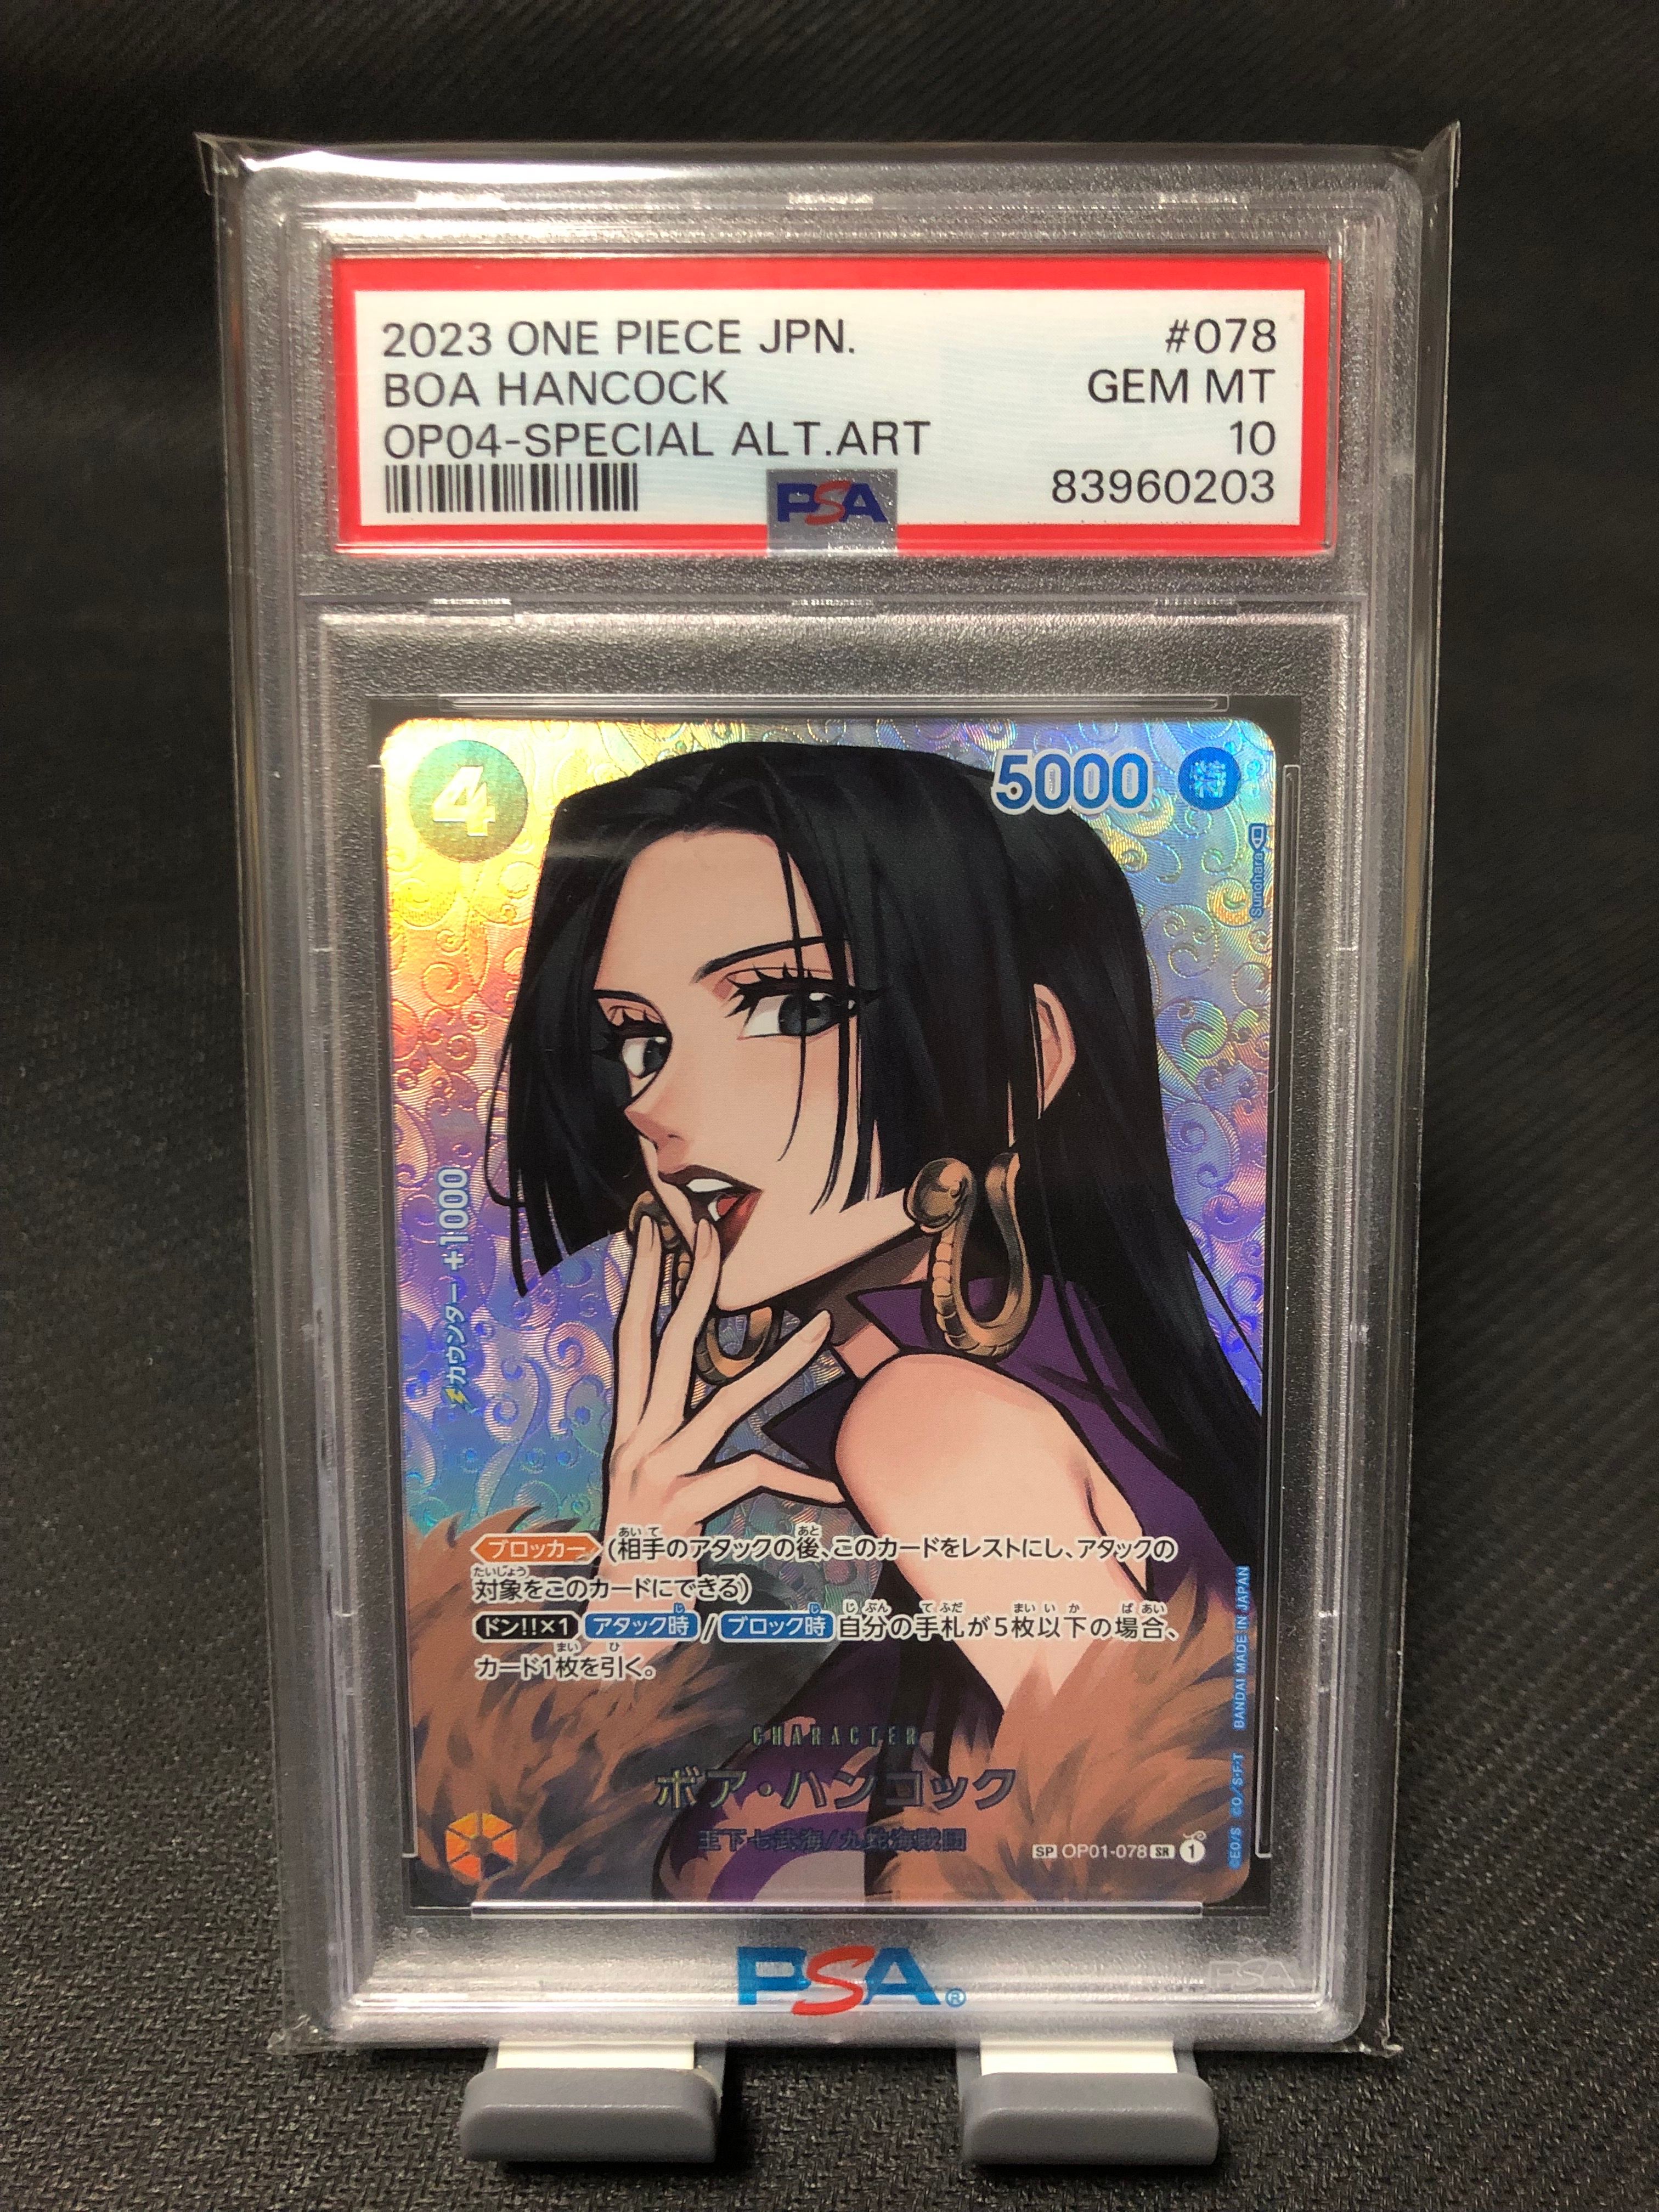 2023 ONE PIECE JPN. #078
BOA HANCOCK GEM MT
OP04-SPECIAL ALT.ART 10
PSA 83960203
4
5000 特
Sunohara
カウンター +1000
ブロッカー (相手のアタックの後、このカードをレストにし、アタックの
対象をこのカードにできる)
ドン!!×1 アタック時 / ブロック時 自分の手札が5枚以下の場合、
カード1枚を引く。
CHARACTER
ボア・ハンコック
王下七武海/九蛇海賊団
SP OP01-078 SR 1
©EO/S ©O/S・F・T BANDAI MADE IN JAPAN
PSA®
PSA